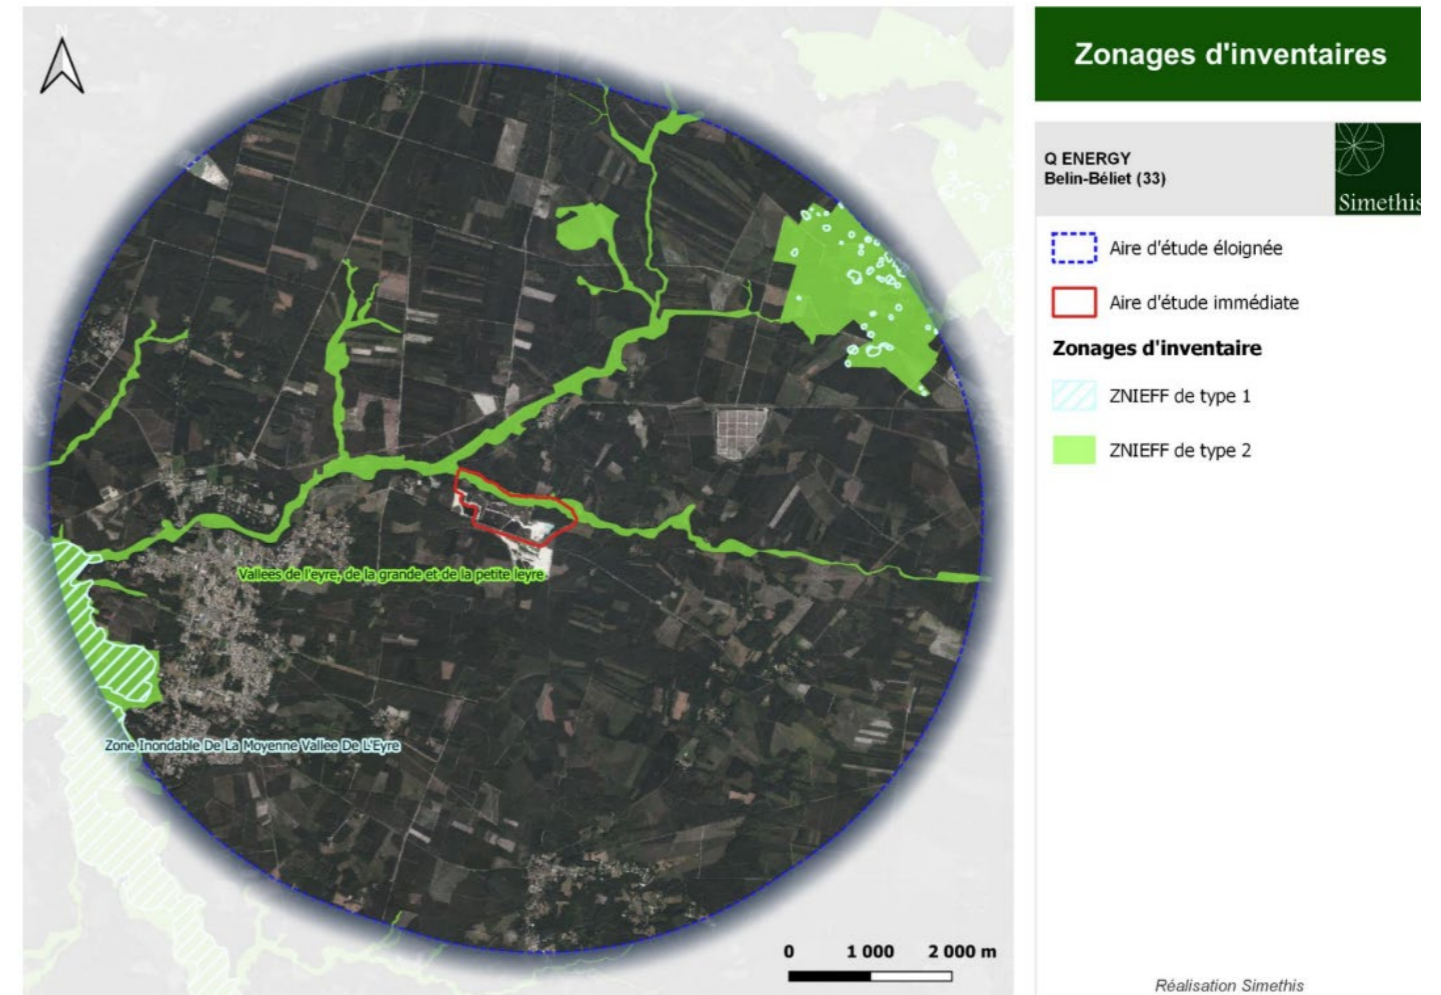 Zonages d'inventaires
Q ENERGY
Belin-Béliet (33)
Simethis
Aire d'étude éloignée
Aire d'étude immédiate
Zonages d'inventaire
ZNIEFF de type 1
ZNIEFF de type 2
Vallees de l'eyre, de la grande et de la petite leyre
Zone Inondable De La Moyenne Vallee De L'Eyre
0 1 000 2 000 m
Réalisation Simethis